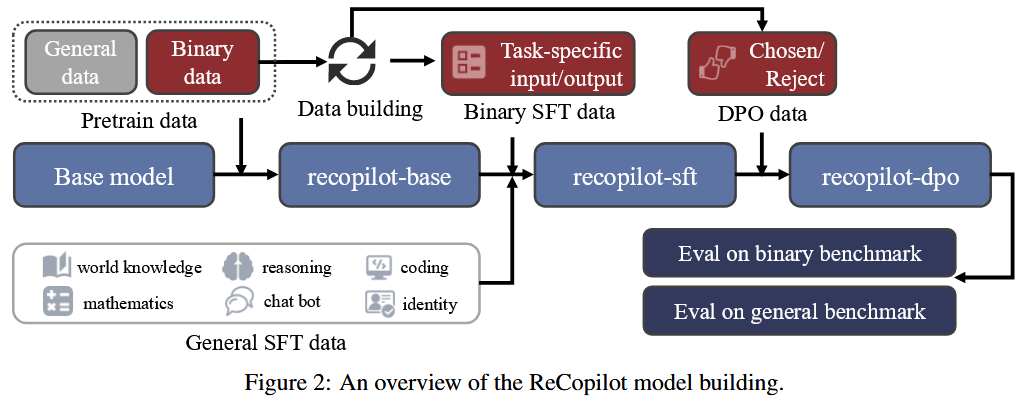 General
data
Binary
data
Pretrain data
Data building
Task-specific
input/output
Binary SFT data
Chosen/
Reject
DPO data
Base model
recopilot-base
recopilot-sft
recopilot-dpo
world knowledge
reasoning
coding
mathematics
chat bot
identity
General SFT data
Eval on binary benchmark
Eval on general benchmark
Figure 2: An overview of the ReCopilot model building.